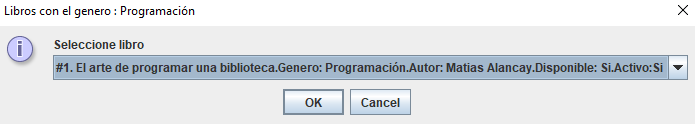 Libros con el genero : Programación
Seleccione libro
#1. El arte de programar una biblioteca.Genero: Programación.Autor: Matias Alancay.Disponible: Si.Activo:Si
OK
Cancel